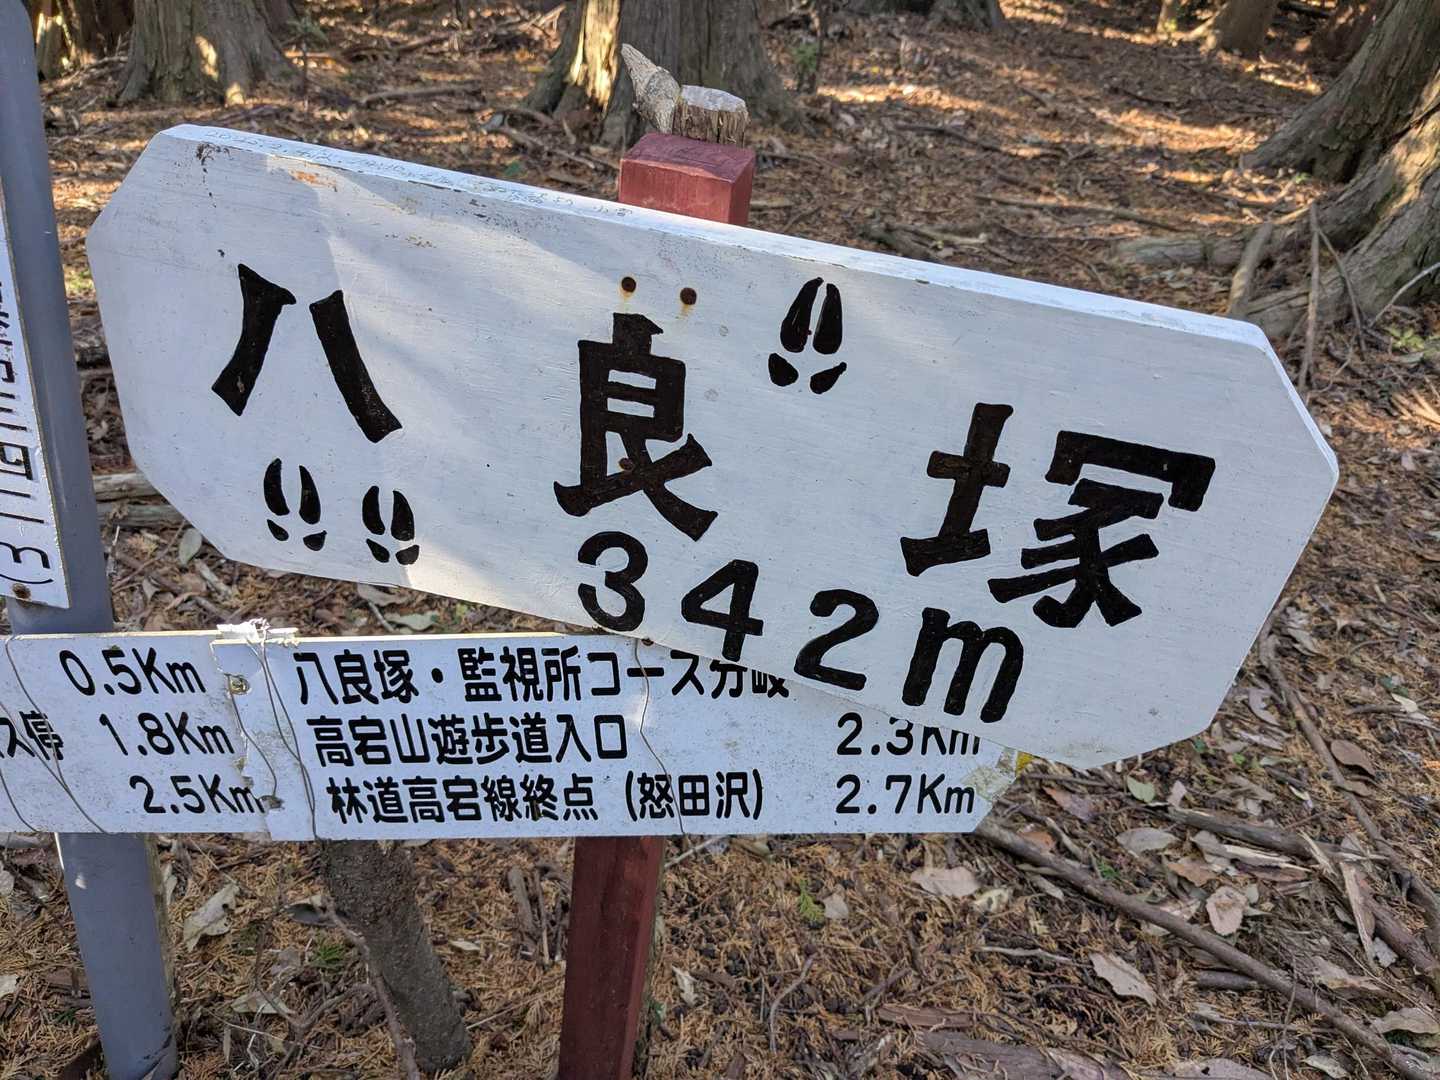 八良塚
342m
0.5Km
八良塚・監視所コース分岐
ス停 1.8Km
高宕山遊歩道入口 2.3Km
2.5Km
林道高宕線終点 (怒田沢) 2.7Km